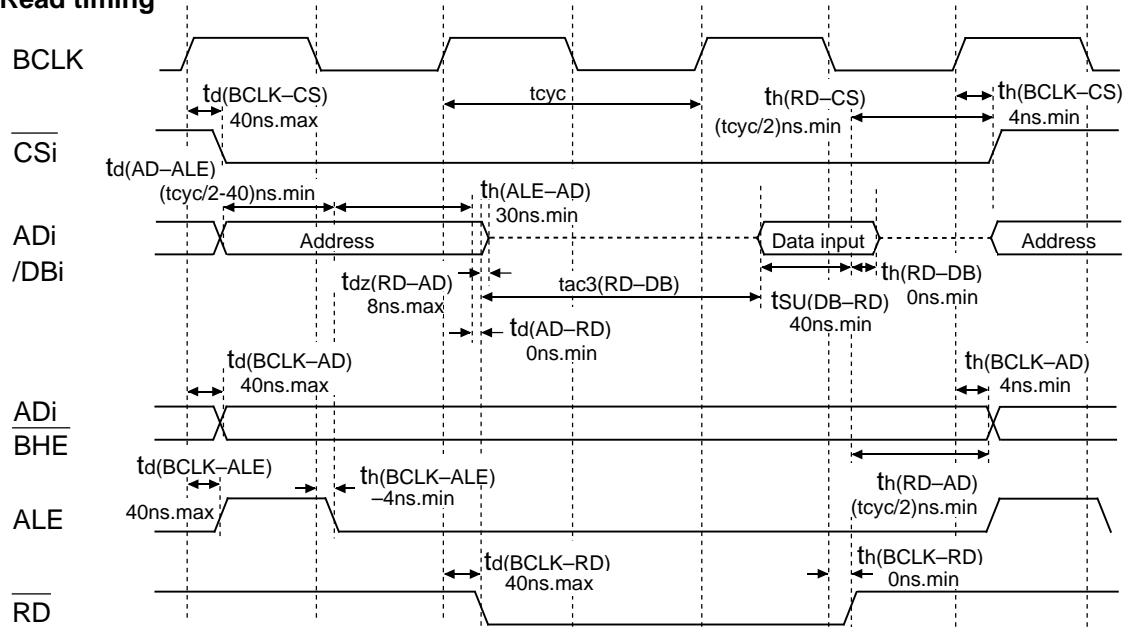 Read timing
BCLK
td(BCLK–CS)
40ns.max
tcyc
th(RD–CS)
(tcyc/2)ns.min
th(BCLK–CS)
4ns.min
CSi
td(AD–ALE)
(tcyc/2-40)ns.min
th(ALE–AD)
30ns.min
ADi
/DBi
Address
Data input
Address
tdz(RD–AD)
8ns.max
tac3(RD–DB)
tSU(DB–RD)
40ns.min
th(RD–DB)
0ns.min
td(AD–RD)
0ns.min
td(BCLK–AD)
40ns.max
th(BCLK–AD)
4ns.min
ADi
BHE
td(BCLK–ALE)
40ns.max
th(BCLK–ALE)
–4ns.min
th(RD–AD)
(tcyc/2)ns.min
ALE
td(BCLK–RD)
40ns.max
th(BCLK–RD)
0ns.min
RD